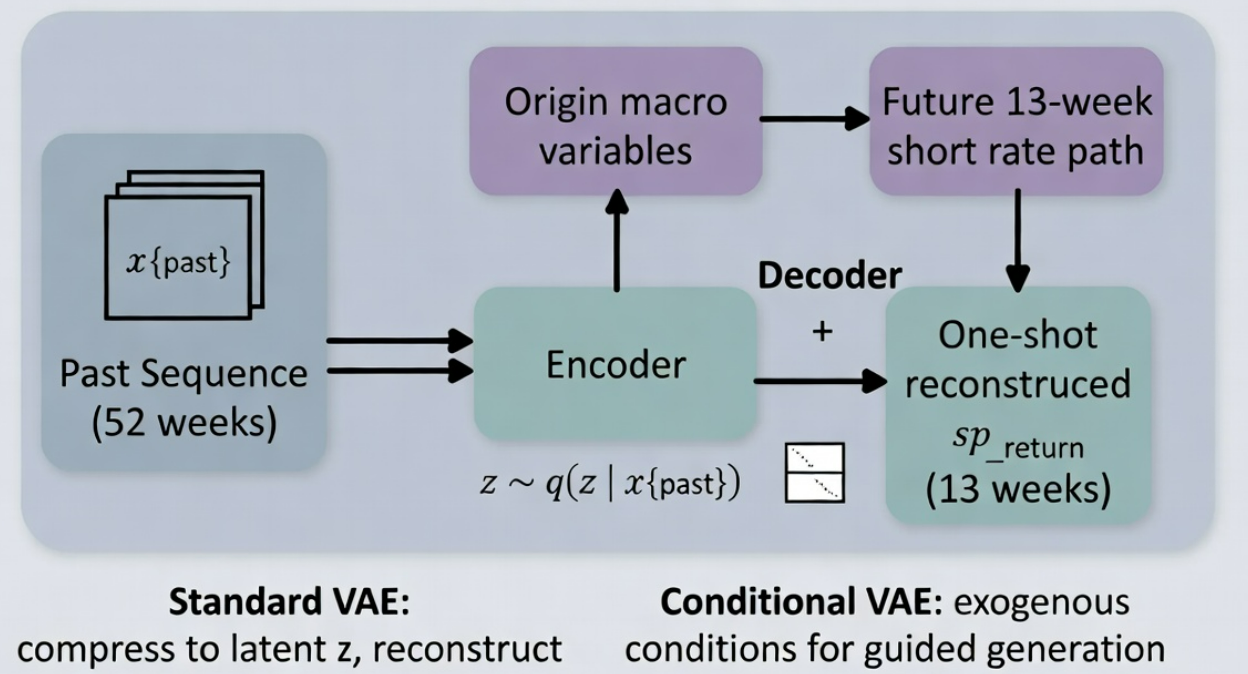 Origin macro
variables
Future 13-week
short rate path
x{past}
Past Sequence
(52 weeks)
Encoder
z ~ q(z | x{past})
Decoder
+
One-shot
reconstruced
sp_return
(13 weeks)
Standard VAE:
compress to latent z, reconstruct
Conditional VAE: exogenous
conditions for guided generation